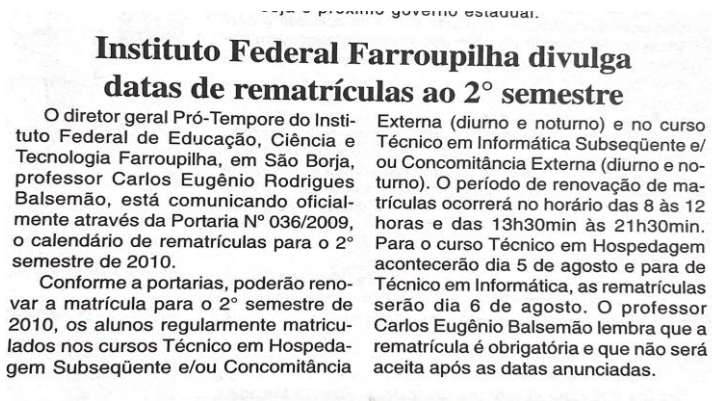 governo estadual.
Instituto Federal Farroupilha divulga
datas de rematrículas ao 2° semestre
O diretor geral Pró-Tempore do Insti-
tuto Federal de Educação, Ciência e
Tecnologia Farroupilha, em São Borja,
professor Carlos Eugênio Rodrigues
Balsemão, está comunicando oficial-
mente através da Portaria Nº 036/2009,
o calendário de rematrículas para o 2°
semestre de 2010.
Conforme a portarias, poderão reno-
var a matrícula para o 2° semestre de
2010, os alunos regularmente matricu-
lados nos cursos Técnico em Hospeda-
gem Subseqüente e/ou Concomitância
Externa (diurno e noturno) e no curso
Técnico em Informática Subseqüente e/
ou Concomitância Externa (diurno e no-
turno). O período de renovação de ma-
trículas ocorrerá no horário das 8 às 12
horas e das 13h30min às 21h30min.
Para o curso Técnico em Hospedagem
acontecerão dia 5 de agosto e para de
Técnico em Informática, as rematrículas
serão dia 6 de agosto. O professor
Carlos Eugênio Balsemão lembra que a
rematrícula é obrigatória e que não será
aceita após as datas anunciadas.